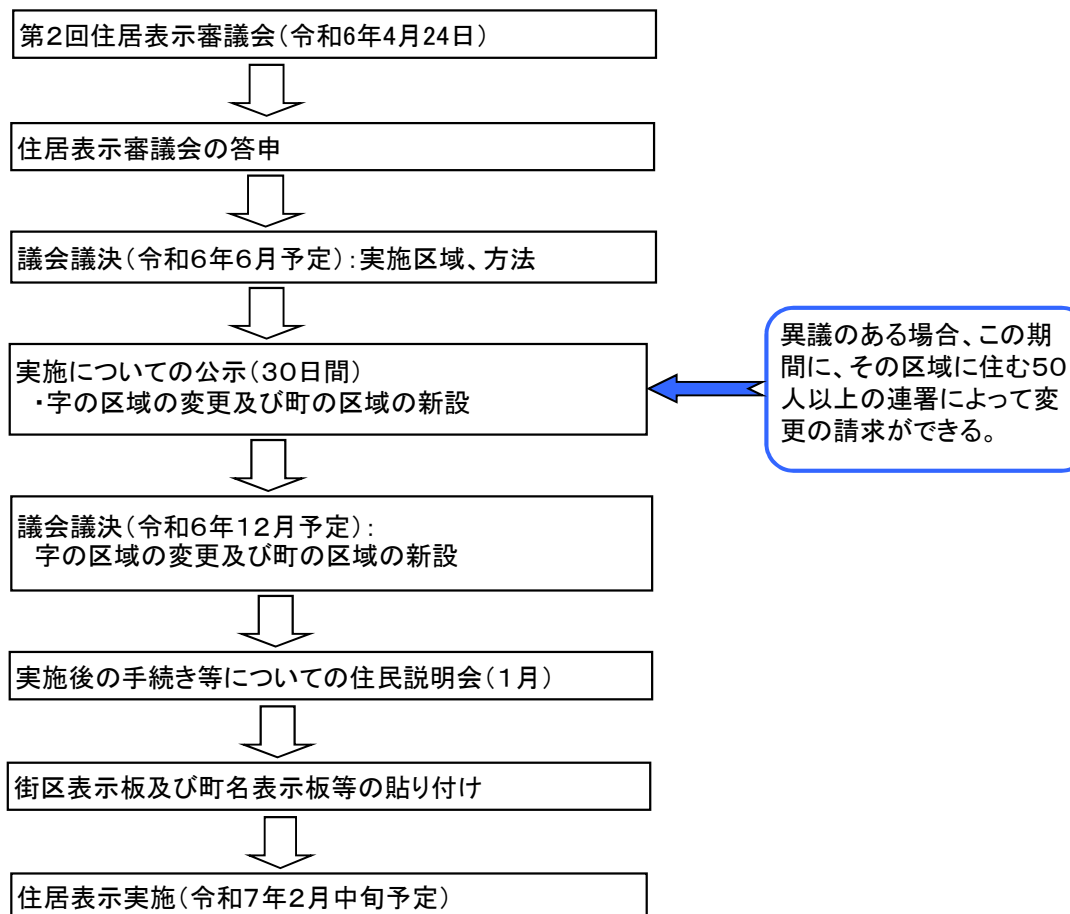 第２回住居表示審議会（令和6年4月24日）
住居表示審議会の答申
議会議決（令和６年６月予定）：実施区域、方法
実施についての公示（３０日間）
・字の区域の変更及び町の区域の新設
異議のある場合、この期
間に、その区域に住む５０
人以上の連署によって変
更の請求ができる。
議会議決（令和６年１２月予定）：
字の区域の変更及び町の区域の新設
実施後の手続き等についての住民説明会（１月）
街区表示板及び町名表示板等の貼り付け
住居表示実施（令和７年２月中旬予定）